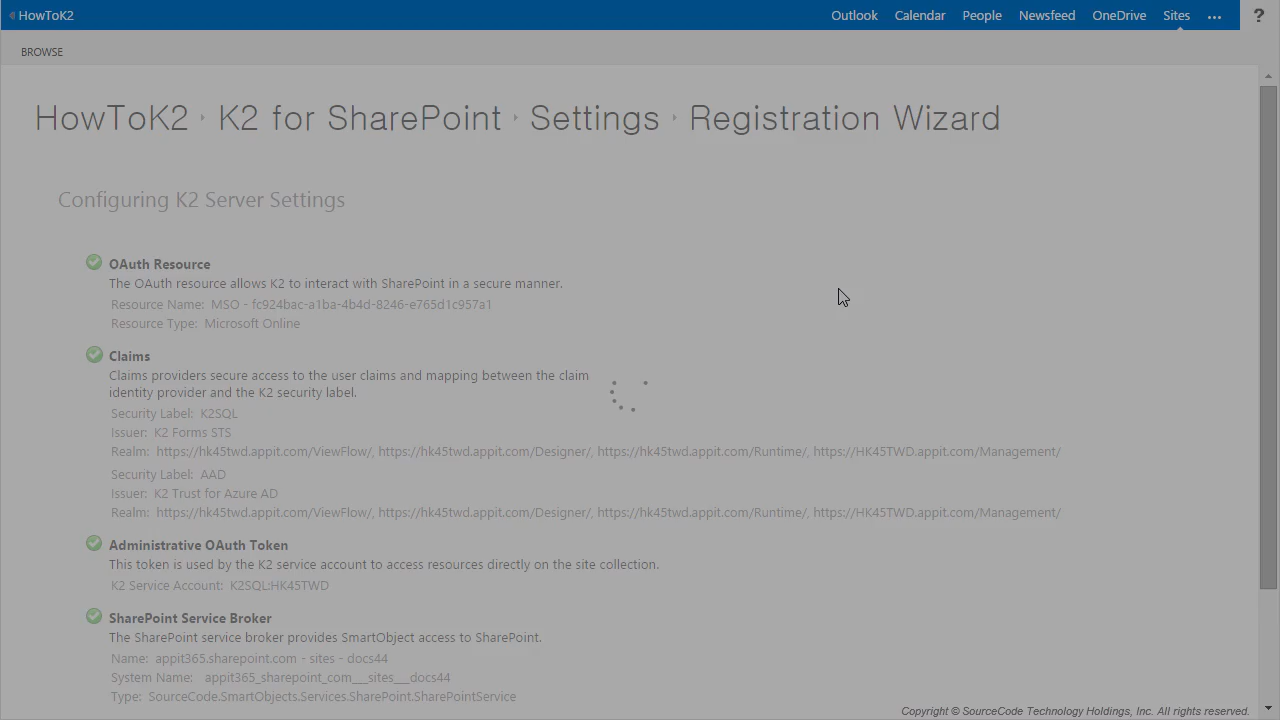 HowToK2 Outlook Calendar People Newsfeed OneDrive Sites ... ?
BROWSE
HowToK2 K2 for SharePoint Settings Registration Wizard
Configuring K2 Server Settings
OAuth Resource
The OAuth resource allows K2 to interact with SharePoint in a secure manner.
Resource Name: MSO - fc924bac-a1ba-4b4d-8246-e765d1c957a1
Resource Type: Microsoft Online
Claims
Claims providers secure access to the user claims and mapping between the claim
identity provider and the K2 security label.
Security Label: K2SQL
Issuer: K2 Forms STS
Realm: https://hk45twd.appit.com/ViewFlow/, https://hk45twd.appit.com/Designer/, https://hk45twd.appit.com/Runtime/, https://HK45TWD.appit.com/Management/
Security Label: AAD
Issuer: K2 Trust for Azure AD
Realm: https://hk45twd.appit.com/ViewFlow/, https://hk45twd.appit.com/Designer/, https://hk45twd.appit.com/Runtime/, https://HK45TWD.appit.com/Management/
Administrative OAuth Token
This token is used by the K2 service account to access resources directly on the site collection.
K2 Service Account: K2SQL:HK45TWD
SharePoint Service Broker
The SharePoint service broker provides SmartObject access to SharePoint.
Name: appit365.sharepoint.com - sites - docs44
System Name: appit365_sharepoint_com___sites___docs44
Type: SourceCode.SmartObjects.Services.SharePoint.SharePointService
Copyright © SourceCode Technology Holdings, Inc. All rights reserved.